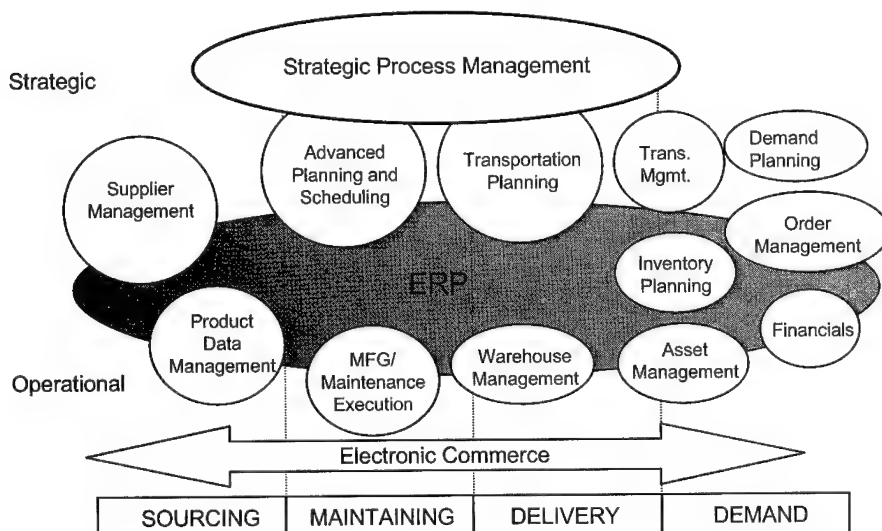 Strategic Process Management
Strategic
Supplier
Management
Advanced
Planning and
Scheduling
Transportation
Planning
Trans.
Mgmt.
Demand
Planning
Order
Management
ERP
Inventory
Planning
Product
Data
Management
MFG/
Maintenance
Execution
Warehouse
Management
Asset
Management
Financials
Operational
Electronic Commerce
SOURCING
MAINTAINING
DELIVERY
DEMAND